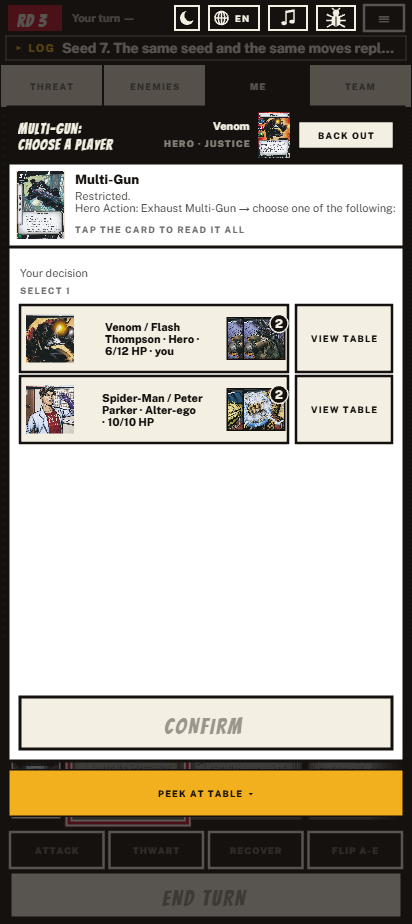 RD 3
Your turn —
EN
▸ LOG Seed 7. The same seed and the same moves repl...
THREAT
ENEMIES
ME
TEAM
MULTI-GUN:
CHOOSE A PLAYER
Venom
HERO · JUSTICE
BACK OUT
Multi-Gun
Restricted.
Hero Action: Exhaust Multi-Gun → choose one of the following:
TAP THE CARD TO READ IT ALL
Your decision
SELECT 1
Venom / Flash
Thompson · Hero ·
6/12 HP · you
2
VIEW TABLE
Spider-Man / Peter
Parker · Alter-ego
· 10/10 HP
2
VIEW TABLE
CONFIRM
PEEK AT TABLE
ATTACK
THWART
RECOVER
FLIP A-E
END TURN